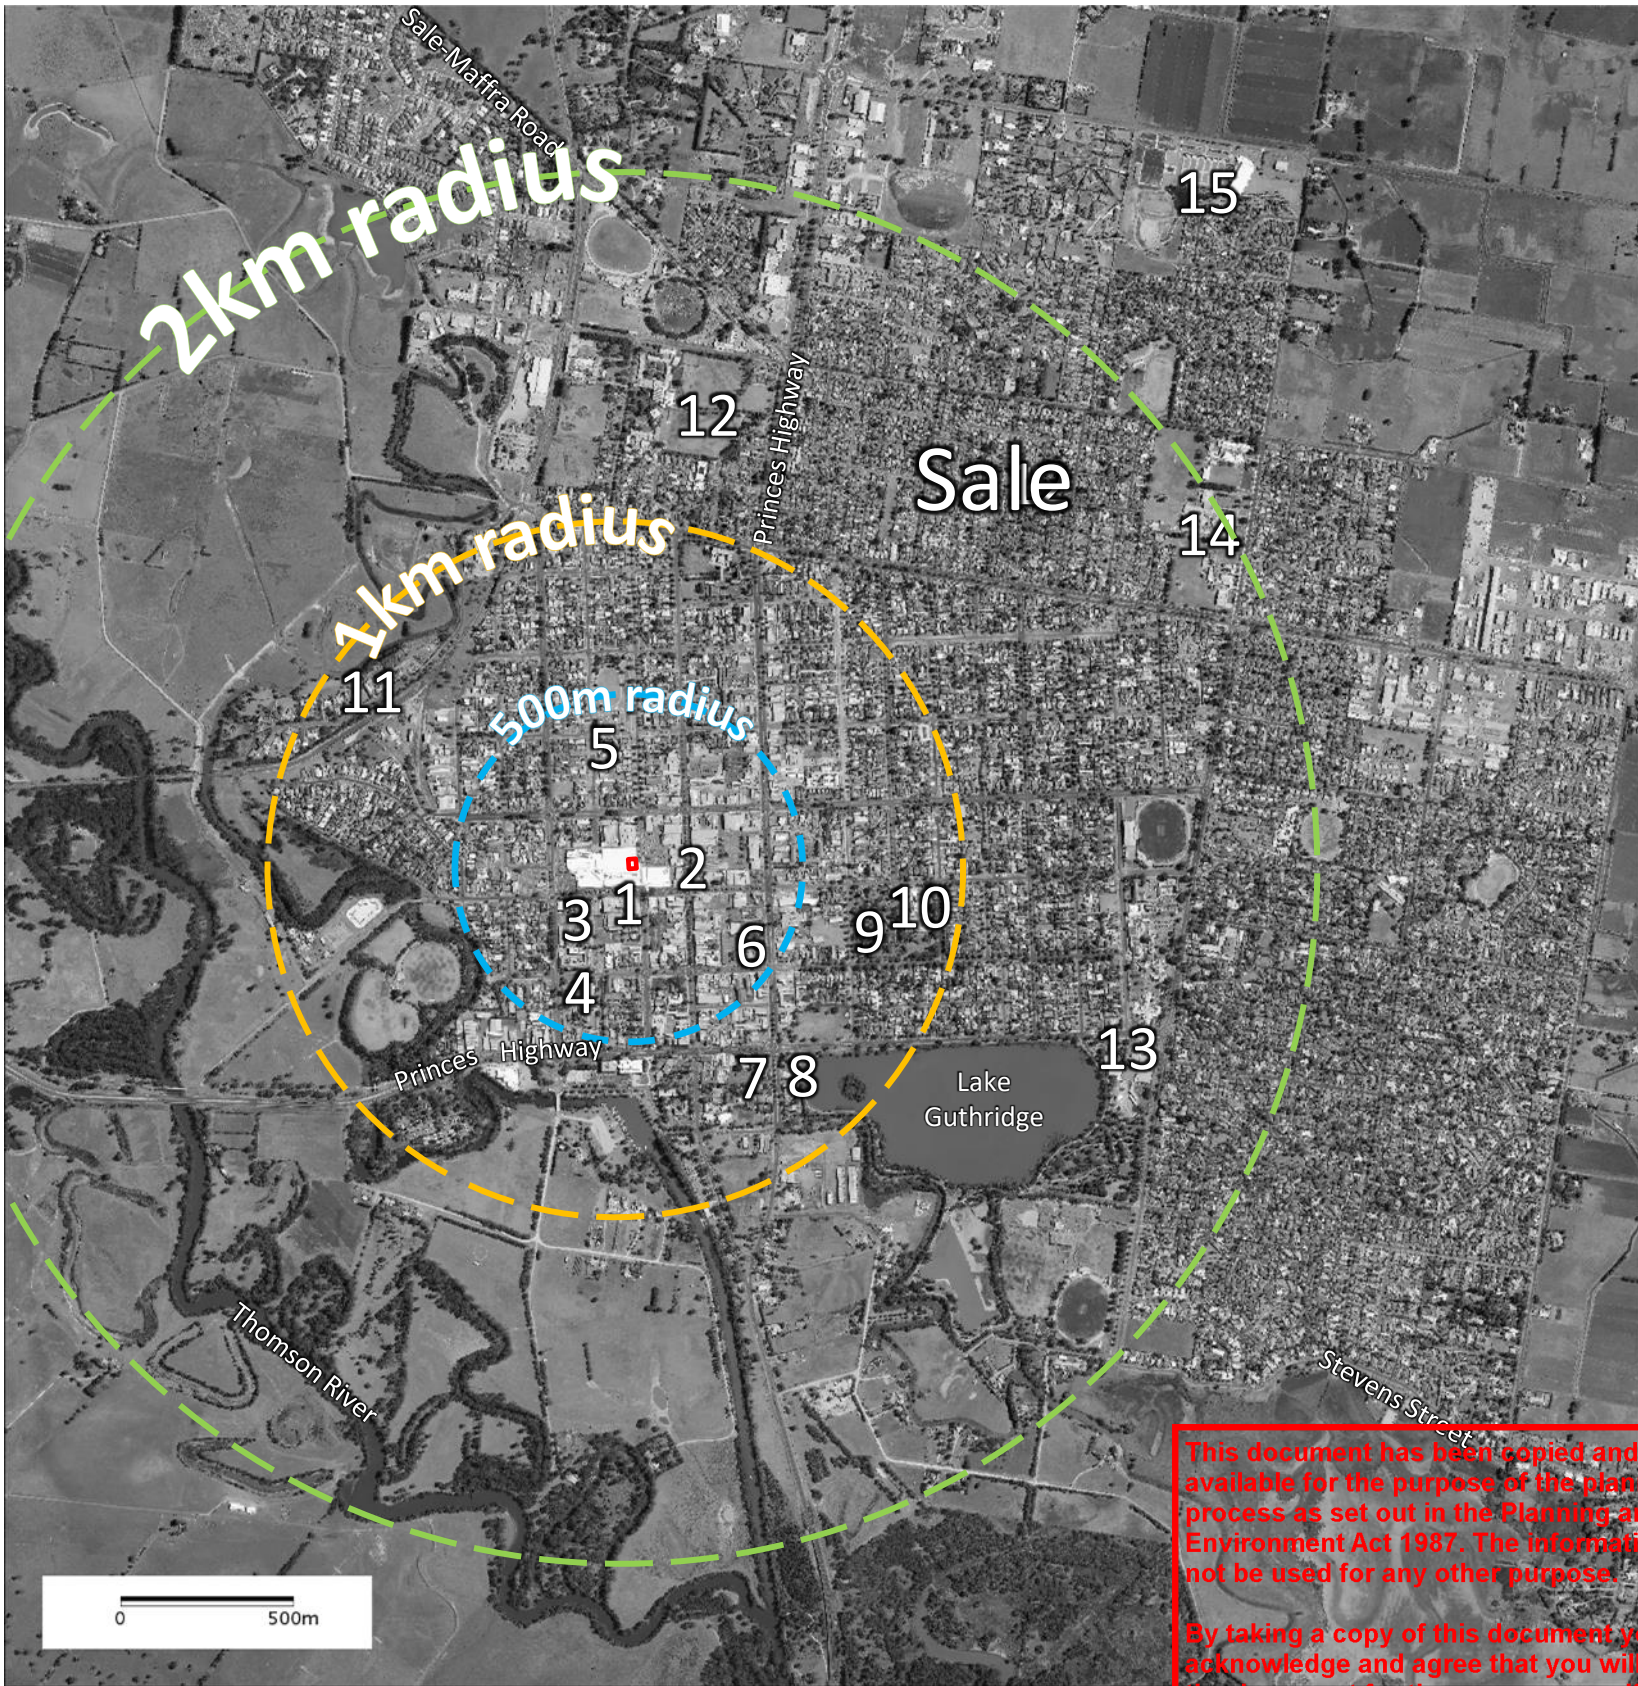 Sale-Maffra Road
2km radius
15
12
Princes Highway
Sale
1km radius
14
11
500m radius
5
2
1
3
9
10
6
4
Princes Highway
7
8
13
Lake
Guthridge
Thomson River
Stevens Street
This document has been copied and
available for the purpose of the plan
process as set out in the Planning a
Environment Act 1987. The informati
not be used for any other purpose.
By taking a copy of this document y
acknowledge and agree that you wil
0
500m